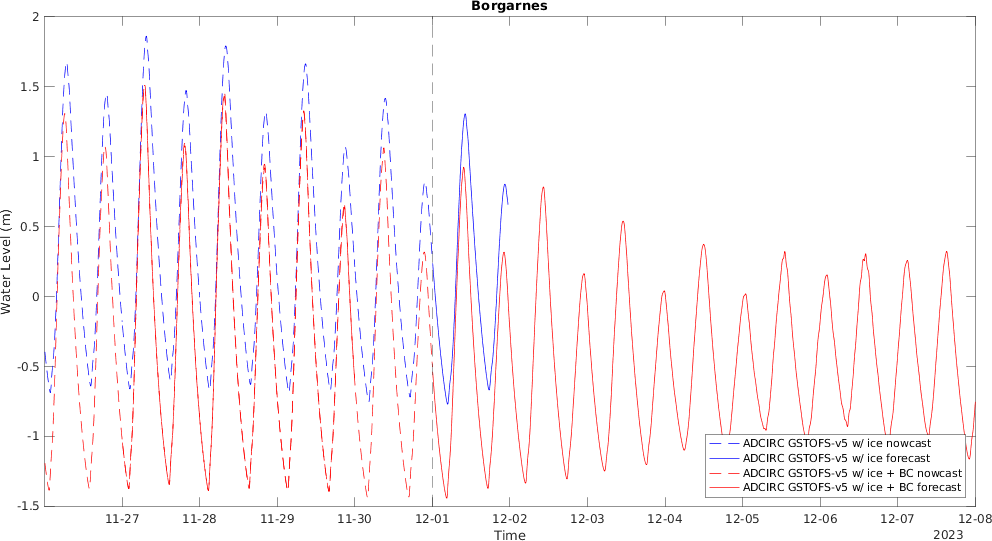 Borgarnes
2
1.5
1
0.5
0
-0.5
-1
-1.5
Water Level (m)
11-27 11-28 11-29 11-30 12-01 12-02 12-03 12-04 12-05 12-06 12-07 12-08
Time
2023
ADCIRC GSTOFS-v5 w/ ice nowcast
ADCIRC GSTOFS-v5 w/ ice forecast
ADCIRC GSTOFS-v5 w/ ice + BC nowcast
ADCIRC GSTOFS-v5 w/ ice + BC forecast